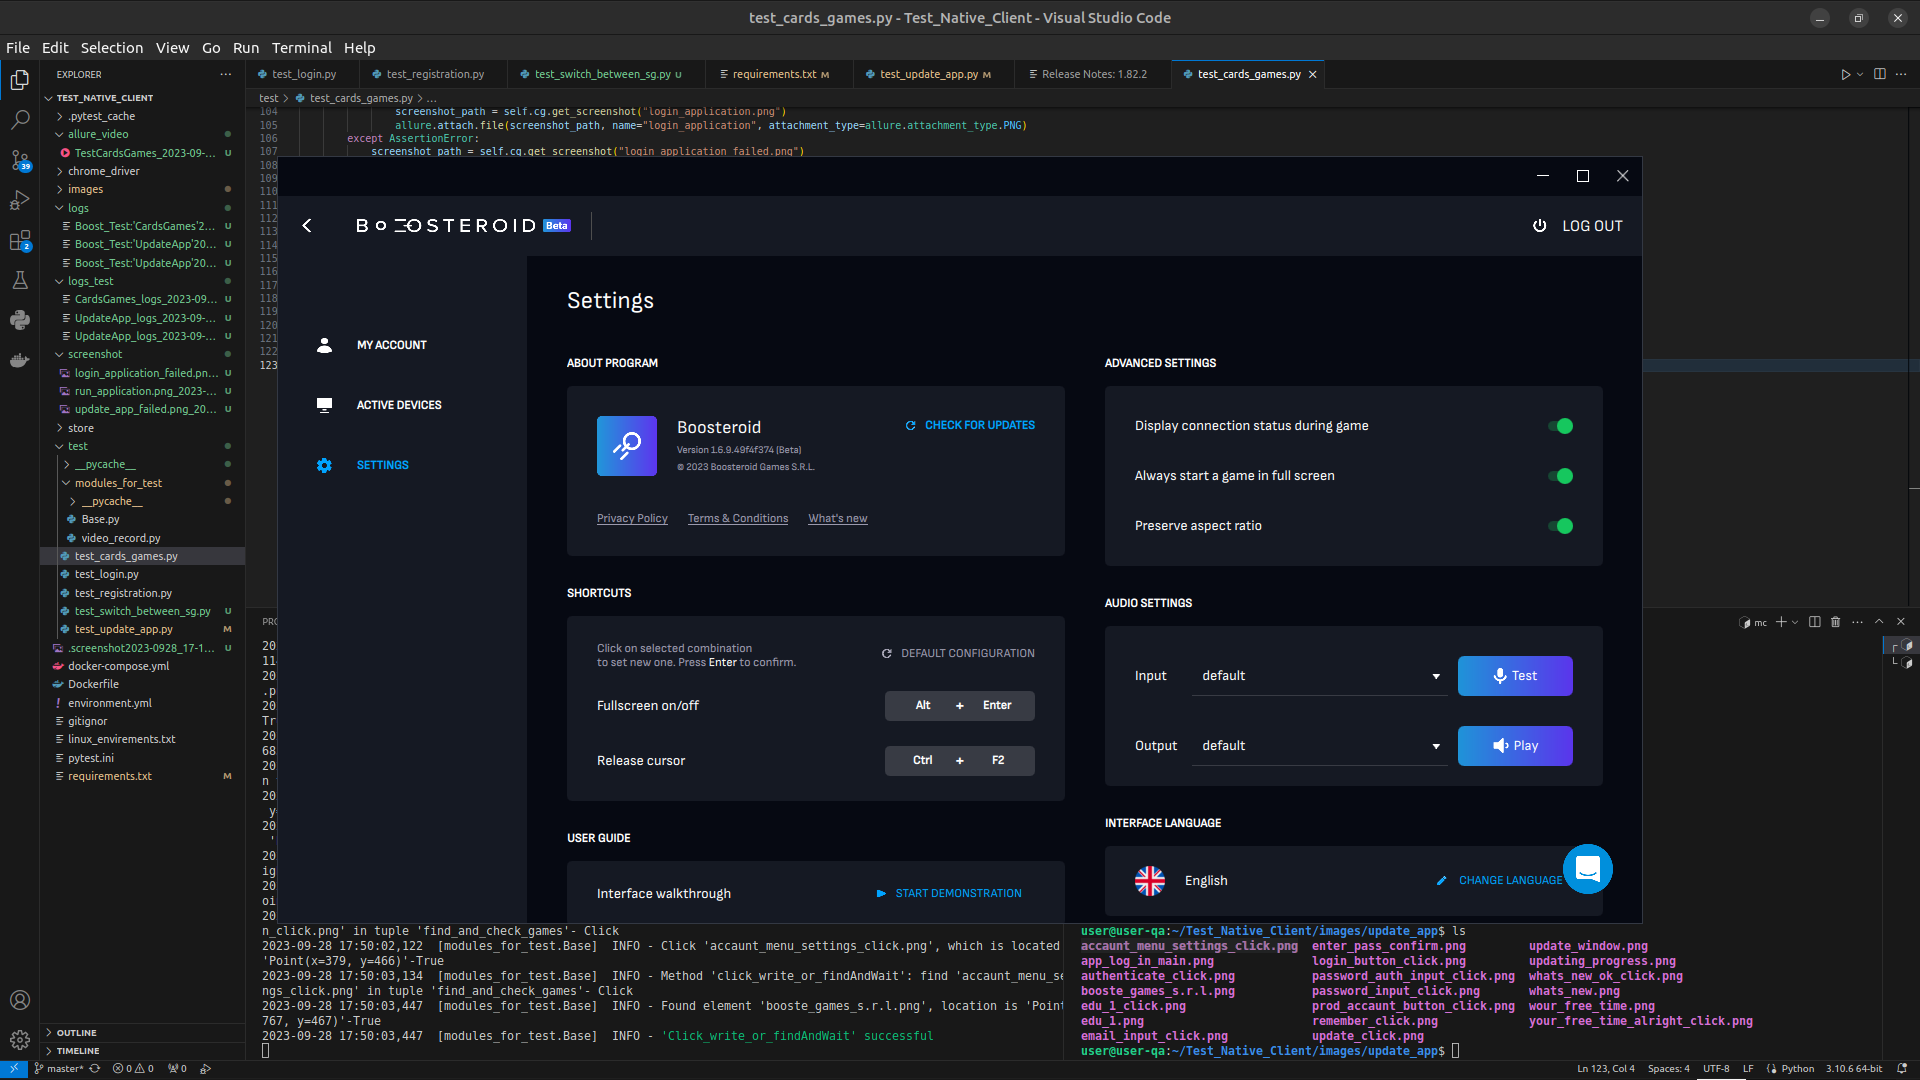 test_cards_games.py - Test_Native_Client - Visual Studio Code
File Edit Selection View Go Run Terminal Help
EXPLORER
test_login.py
test_registration.py
test_switch_between_sg.py U
requirements.txt M
test_update_app.py M
Release Notes: 1.82.2
test_cards_games.py
test > test_cards_games.py > ...
TEST_NATIVE_CLIENT
.pytest_cache
allure_video
TestCardsGames_2023-09-... U
chrome_driver
images
logs
Boost_Test:'CardsGames'2... U
Boost_Test:'UpdateApp'20... U
Boost_Test:'UpdateApp'20... U
logs_test
CardsGames_logs_2023-09... U
UpdateApp_logs_2023-09-... U
UpdateApp_logs_2023-09-... U
screenshot
login_application_failed.pn... U
run_application.png_2023-... U
update_app_failed.png_20... U
store
test
__pycache__
modules_for_test
__pycache__
Base.py
video_record.py
test_cards_games.py
test_login.py
test_registration.py
test_switch_between_sg.py U
test_update_app.py M
.screenshot2023-0928_17-1... U
docker-compose.yml
Dockerfile
environment.yml
gitignor
linux_envirements.txt
pytest.ini
requirements.txt M
OUTLINE
TIMELINE
39
2
104 screenshot_path = self.cg.get_screenshot("login_application.png")
105 allure.attach.file(screenshot_path, name="login_application", attachment_type=allure.attachment_type.PNG)
106 except AssertionError:
107 screenshot_path = self.cg.get_screenshot("login_application_failed.png")
108
109
110
111
112
113
114
115
116
117
118
119
120
121
122
123
BOOSTEROID Beta
LOG OUT
MY ACCOUNT
ACTIVE DEVICES
SETTINGS
Settings
ABOUT PROGRAM
Boosteroid
CHECK FOR UPDATES
Version 1.6.9.49f4f374 (Beta)
© 2023 Boosteroid Games S.R.L.
Privacy Policy Terms & Conditions What's new
SHORTCUTS
Click on selected combination
to set new one. Press Enter to confirm.
DEFAULT CONFIGURATION
Fullscreen on/off Alt + Enter
Release cursor Ctrl + F2
USER GUIDE
Interface walkthrough START DEMONSTRATION
ADVANCED SETTINGS
Display connection status during game
Always start a game in full screen
Preserve aspect ratio
AUDIO SETTINGS
Input default Test
Output default Play
INTERFACE LANGUAGE
English CHANGE LANGUAGE
mc
n_click.png' in tuple 'find_and_check_games'- Click
2023-09-28 17:50:02,122 [modules_for_test.Base] INFO - Click 'accaunt_menu_settings_click.png', which is located
'Point(x=379, y=466)'-True
2023-09-28 17:50:03,134 [modules_for_test.Base] INFO - Method 'click_write_or_findAndWait': find 'accaunt_menu_se
ngs_click.png' in tuple 'find_and_check_games'- Click
2023-09-28 17:50:03,447 [modules_for_test.Base] INFO - Found element 'booste_games_s.r.l.png', location is 'Poin
767, y=467)'-True
2023-09-28 17:50:03,447 [modules_for_test.Base] INFO - 'Click_write_or_findAndWait' successful
user@user-qa:~/Test_Native_Client/images/update_app$ ls
accaunt_menu_settings_click.png enter_pass_confirm.png update_window.png
app_log_in_main.png login_button_click.png updating_progress.png
authenticate_click.png password_auth_input_click.png whats_new_ok_click.png
booste_games_s.r.l.png password_input_click.png whats_new.png
edu_1_click.png prod_accaunt_button_click.png wour_free_time.png
edu_1.png remember_click.png your_free_time_alright_click.png
email_input_click.png update_click.png
user@user-qa:~/Test_Native_Client/images/update_app$
master* 0 0 0
Ln 123, Col 4 Spaces: 4 UTF-8 LF Python 3.10.6 64-bit